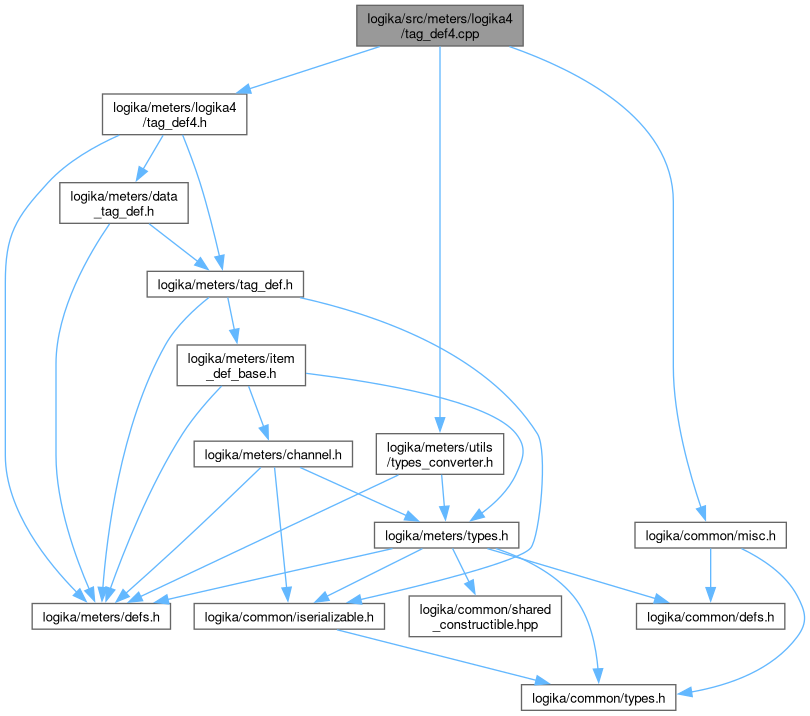 logika/src/meters/logika4
/tag_def4.cpp
logika/meters/logika4
/tag_def4.h
logika/meters/data
_tag_def.h
logika/meters/tag_def.h
logika/meters/item
_def_base.h
logika/meters/channel.h
logika/meters/utils
/types_converter.h
logika/meters/types.h
logika/common/misc.h
logika/meters/defs.h
logika/common/iserializable.h
logika/common/shared
_constructible.hpp
logika/common/defs.h
logika/common/types.h